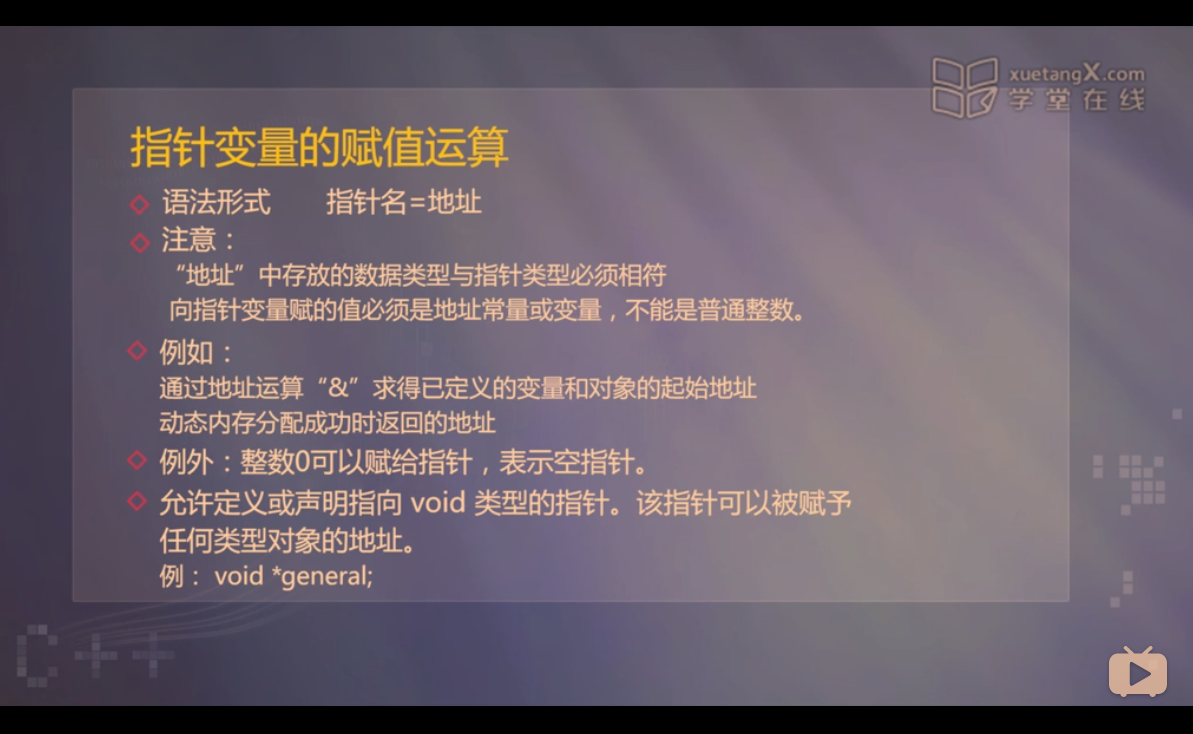 xuetangX.com
学堂在线
指针变量的赋值运算
语法形式 指针名=地址
注意：
“地址”中存放的数据类型与指针类型必须相符
向指针变量赋的值必须是地址常量或变量，不能是普通整数。
例如：
通过地址运算“&”求得已定义的变量和对象的起始地址
动态内存分配成功时返回的地址
例外：整数0可以赋给指针，表示空指针。
允许定义或声明指向 void 类型的指针。该指针可以被赋予
任何类型对象的地址。
例： void *general;
C++